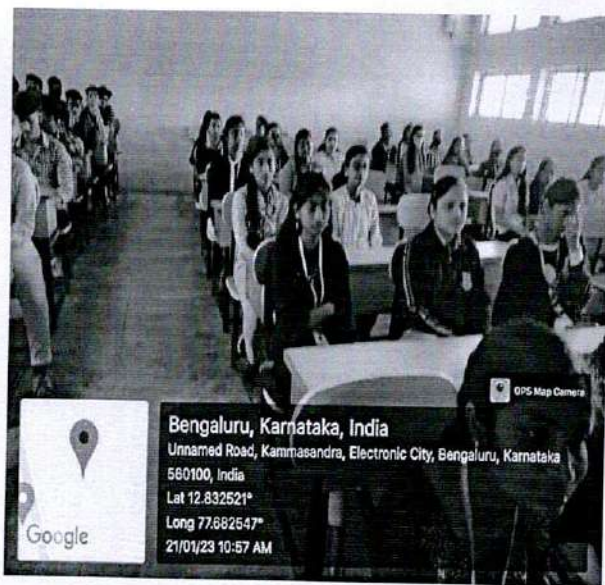 GPS Map Camera
Bengaluru, Karnataka, India
Unnamed Road, Kammasandra, Electronic City, Bengaluru, Karnataka
560100, India
Lat 12.832521°
Long 77.682547°
21/01/23 10:57 AM
Google